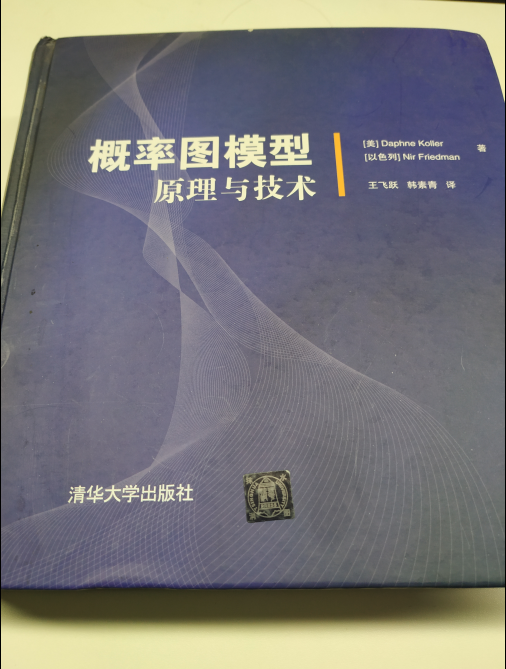 概率图模型
原理与技术
[美] Daphne Koller
[以色列] Nir Friedman
著
王飞跃 韩素青 译
清华大学出版社